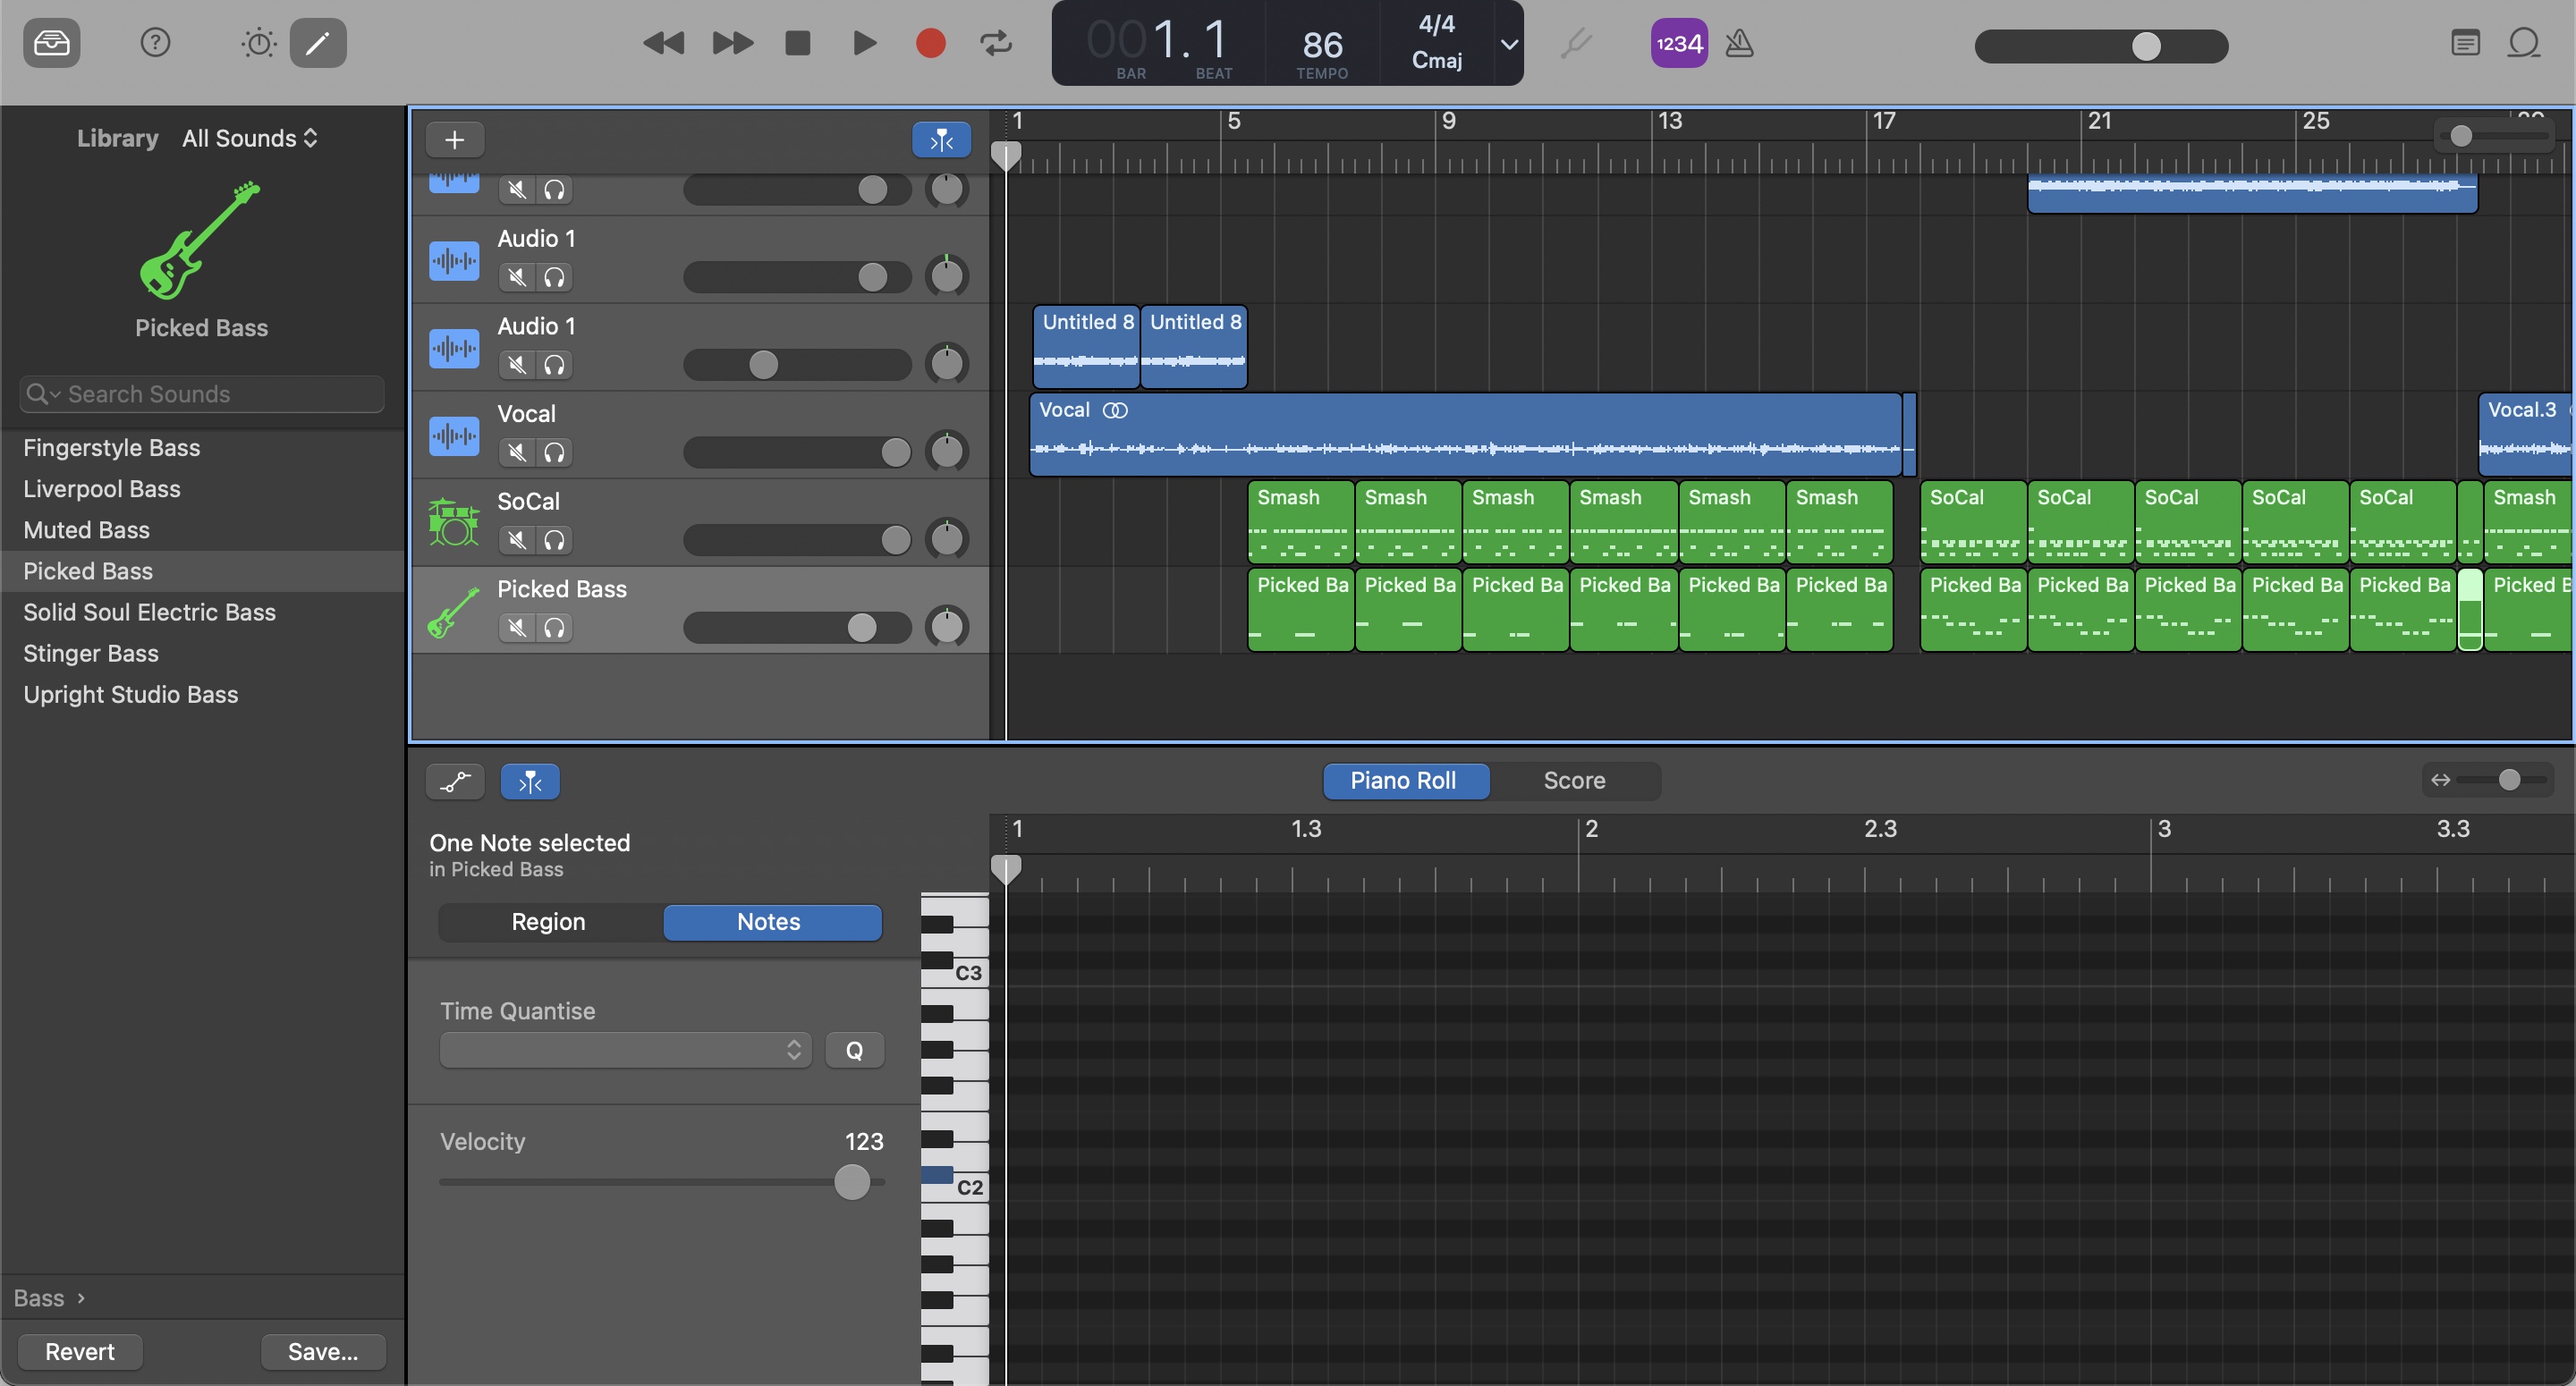 001. 1
BAR
BEAT
86
TEMPO
4/4
Cmaj
1234
Library
All Sounds
Picked Bass
Search Sounds
Fingerstyle Bass
Liverpool Bass
Muted Bass
Picked Bass
Solid Soul Electric Bass
Stinger Bass
Upright Studio Bass
Bass
Revert
Save...
1
5
9
13
17
21
25
Audio 1
Audio 1
Untitled 8
Untitled 8
Vocal
Vocal
Vocal.3
SoCal
Smash
Smash
Smash
Smash
Smash
Smash
SoCal
SoCal
SoCal
SoCal
SoCal
Smash
Picked Bass
Picked Ba
Picked Ba
Picked Ba
Picked Ba
Picked Ba
Picked Ba
Picked Ba
Picked Ba
Picked Ba
Picked Ba
Picked Ba
Picked B
Piano Roll
Score
One Note selected
in Picked Bass
Region
Notes
Time Quantise
Q
Velocity
123
1
1.3
2
2.3
3
3.3
C3
C2